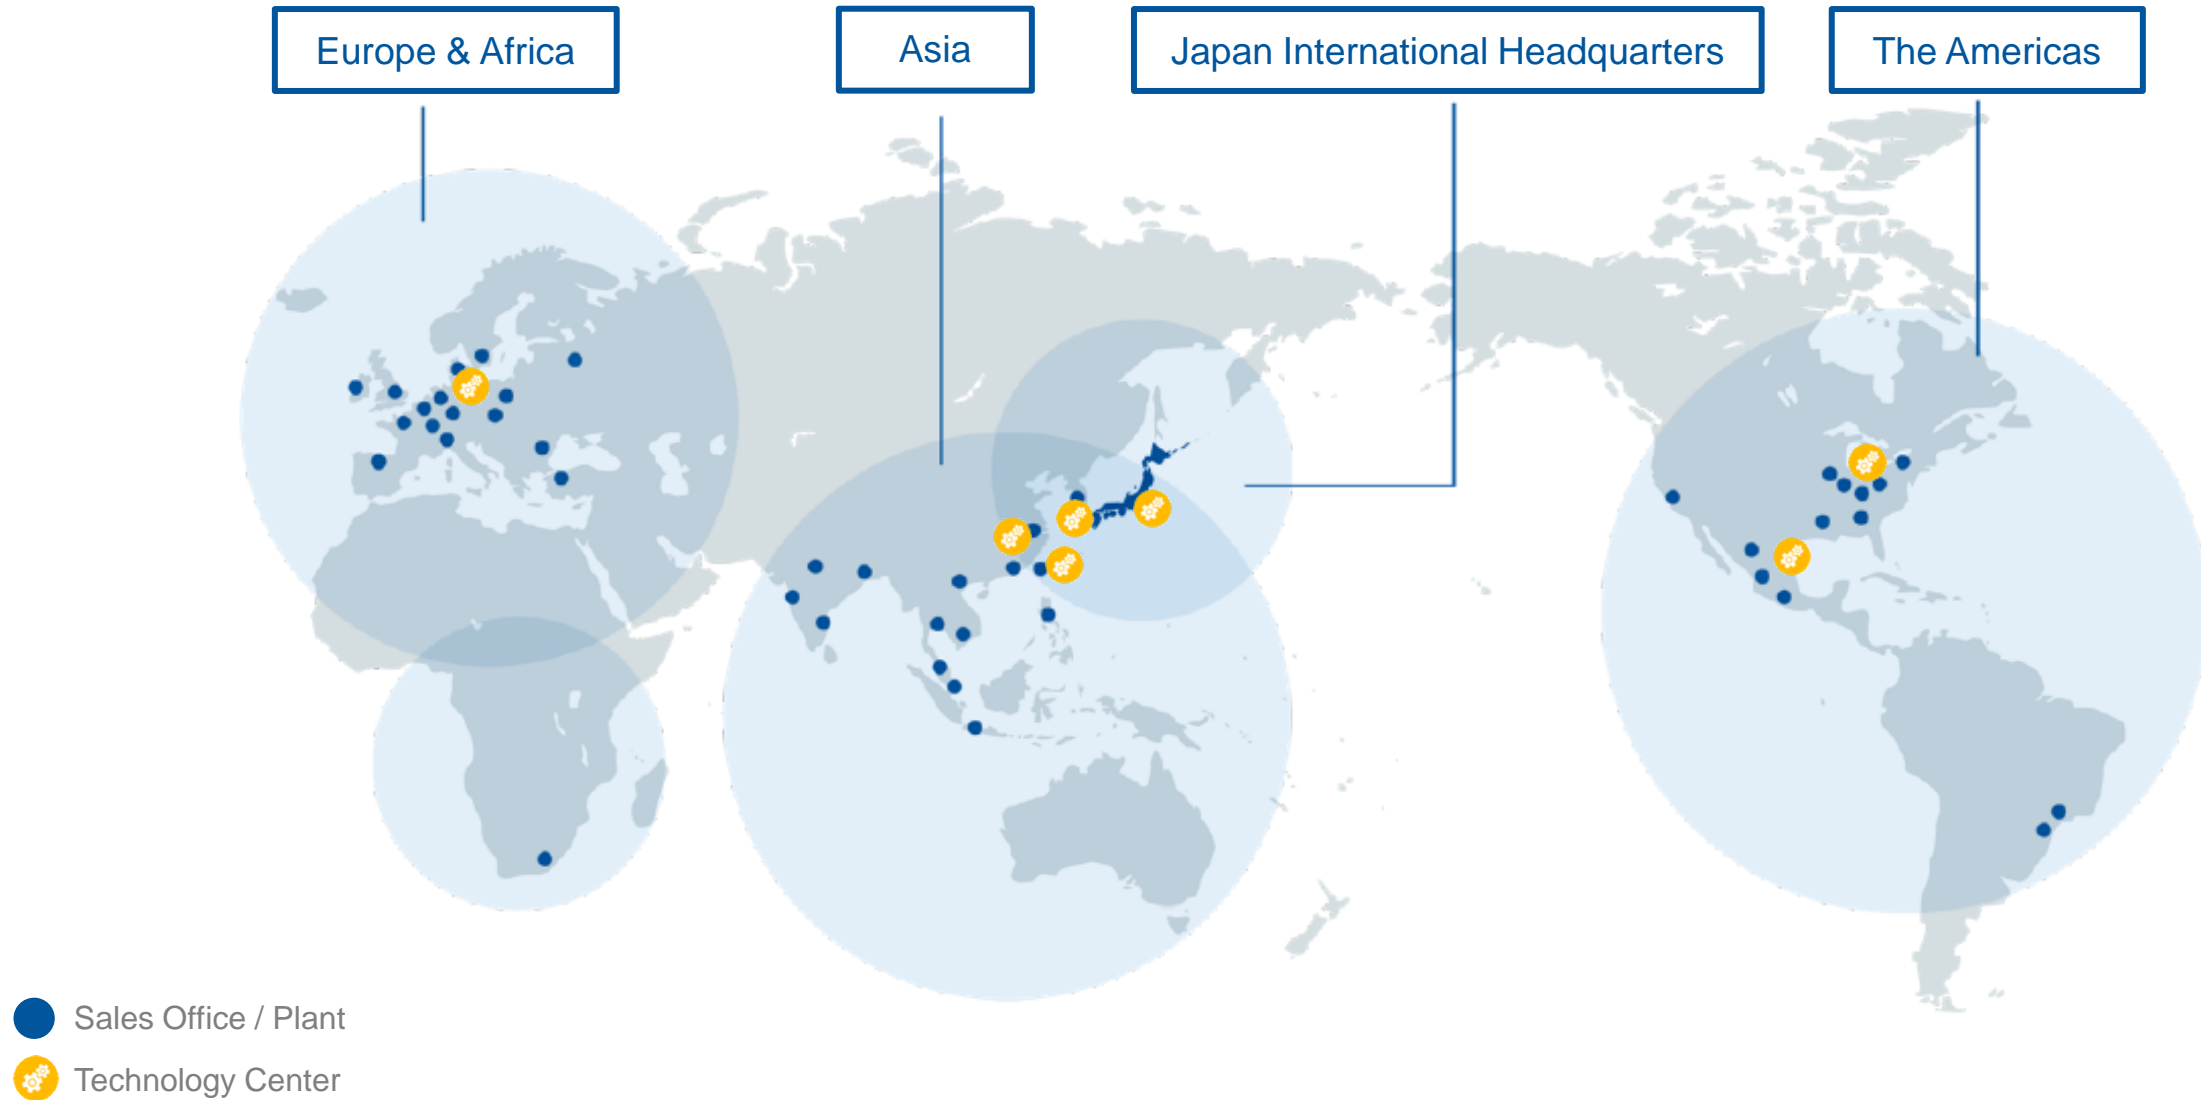 Europe & Africa
Asia
Japan International Headquarters
The Americas
Sales Office / Plant
Technology Center